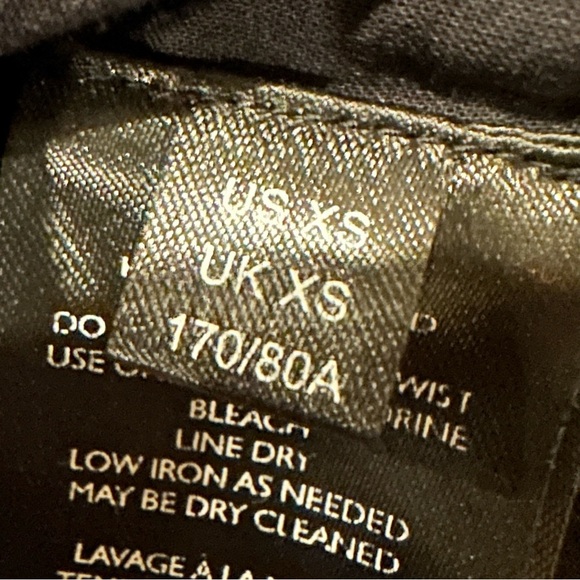 US XS
UK XS
170/80A
DO
USE
WIST
RINE
BLEACH
LINE DRY
LOW IRON AS NEEDED
MAY BE DRY CLEANED
LAVAGE À LA